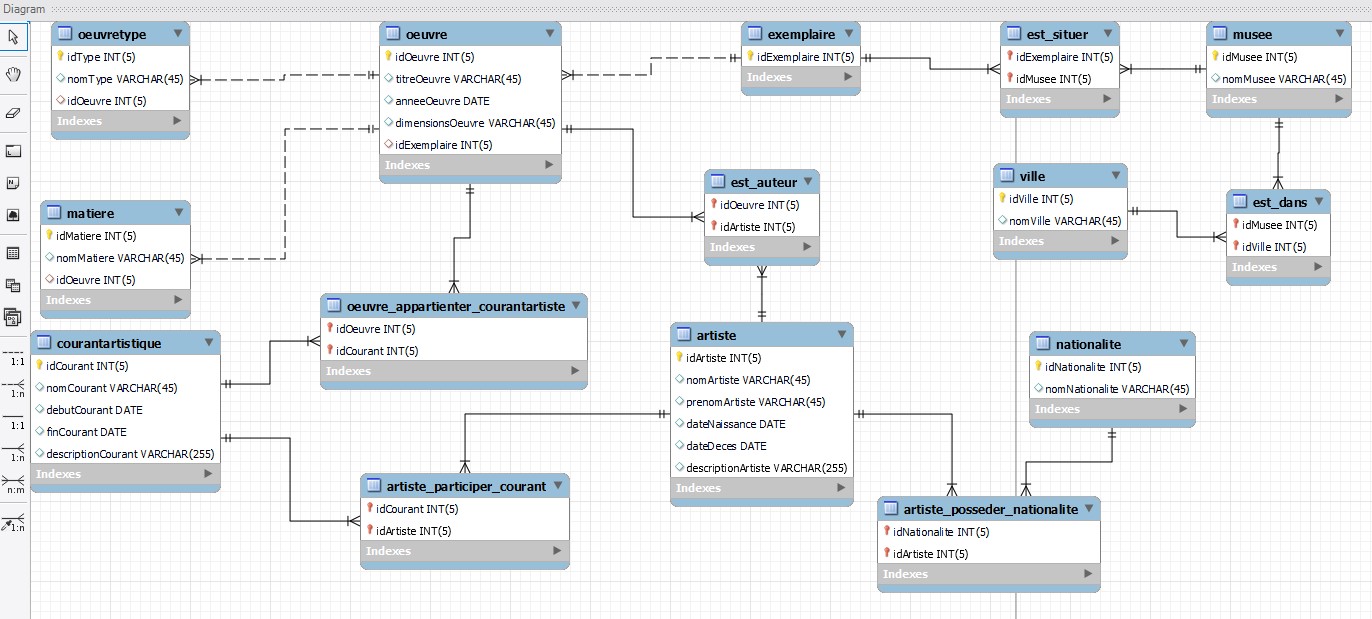 Diagram
oeuvretype
idType INT(5)
nomType VARCHAR(45)
idOeuvre INT(5)
Indexes
oeuvre
idOeuvre INT(5)
titreOeuvre VARCHAR(45)
anneeOeuvre DATE
dimensionsOeuvre VARCHAR(45)
idExemplaire INT(5)
Indexes
exemplaire
idExemplaire INT(5)
Indexes
est_situer
idExemplaire INT(5)
idMusee INT(5)
Indexes
musee
idMusee INT(5)
nomMusee VARCHAR(45)
Indexes
matiere
idMatiere INT(5)
nomMatiere VARCHAR(45)
idOeuvre INT(5)
Indexes
est_auteur
idOeuvre INT(5)
idArtiste INT(5)
Indexes
ville
idVille INT(5)
nomVille VARCHAR(45)
Indexes
est_dans
idMusee INT(5)
idVille INT(5)
Indexes
oeuvre_appartienter_courantartiste
idOeuvre INT(5)
idCourant INT(5)
Indexes
courantartistique
idCourant INT(5)
nomCourant VARCHAR(45)
debutCourant DATE
finCourant DATE
descriptionCourant VARCHAR(255)
Indexes
artiste
idArtiste INT(5)
nomArtiste VARCHAR(45)
prenomArtiste VARCHAR(45)
dateNaissance DATE
dateDeces DATE
descriptionArtiste VARCHAR(255)
Indexes
nationalite
idNationalite INT(5)
nomNationalite VARCHAR(45)
Indexes
artiste_participer_courant
idCourant INT(5)
idArtiste INT(5)
Indexes
artiste_posseder_nationalite
idNationalite INT(5)
idArtiste INT(5)
Indexes
1:1
1:n
1:1
1:n
n:m
1:n